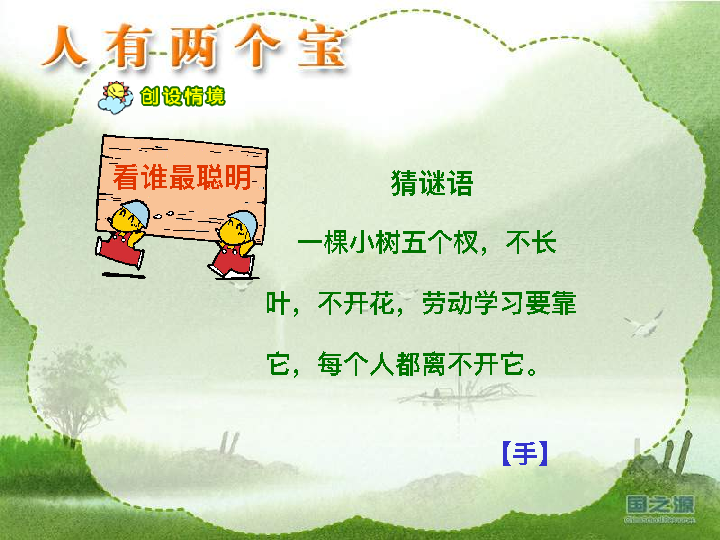 人有两个宝
创设情境
看谁最聪明
猜谜语
一棵小树五个杈，不长
叶，不开花，劳动学习要靠
它，每个人都离不开它。
【手】
国之源